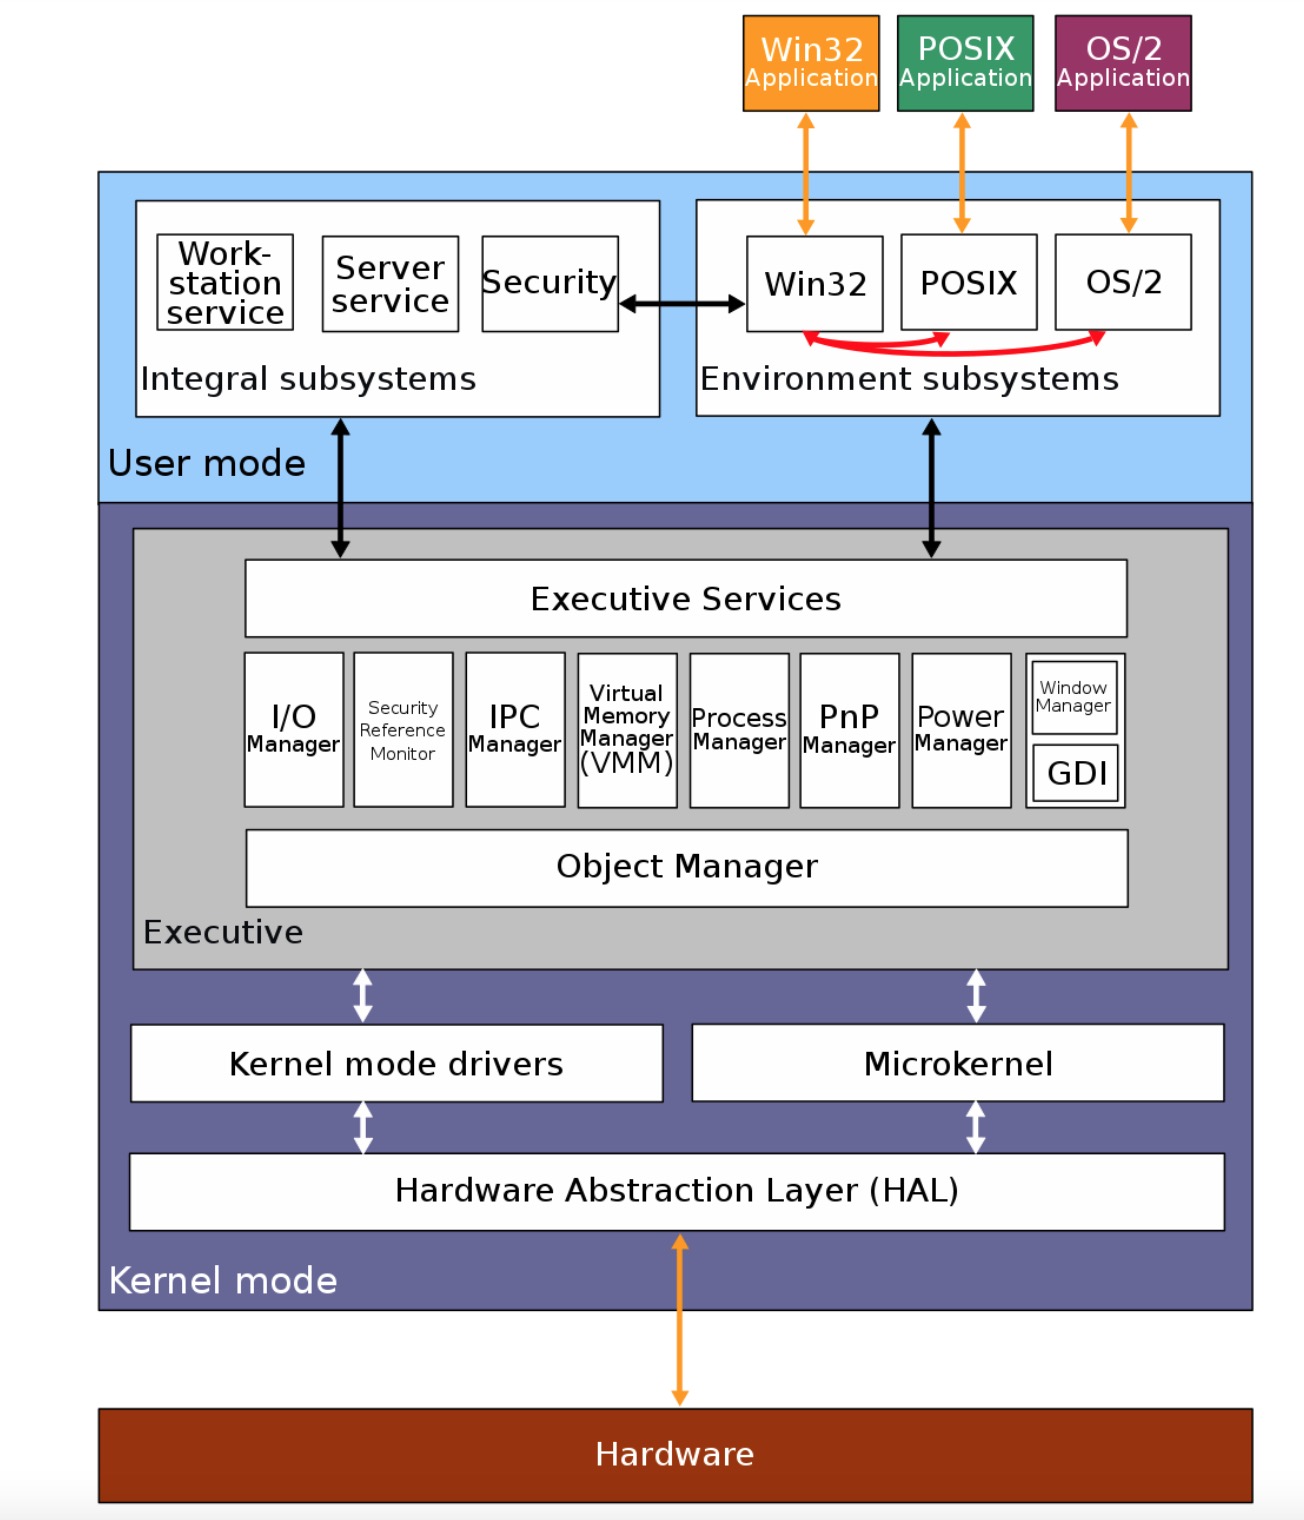 Win32
Application
POSIX
Application
OS/2
Application
Work-
station
service
Server
service
Security
Integral subsystems
Win32
POSIX
OS/2
Environment subsystems
User mode
Executive Services
I/O
Manager
Security
Reference
Monitor
IPC
Manager
Virtual
Memory
Manager
(VMM)
Process
Manager
PnP
Manager
Power
Manager
Window
Manager
GDI
Object Manager
Executive
Kernel mode drivers
Microkernel
Hardware Abstraction Layer (HAL)
Kernel mode
Hardware